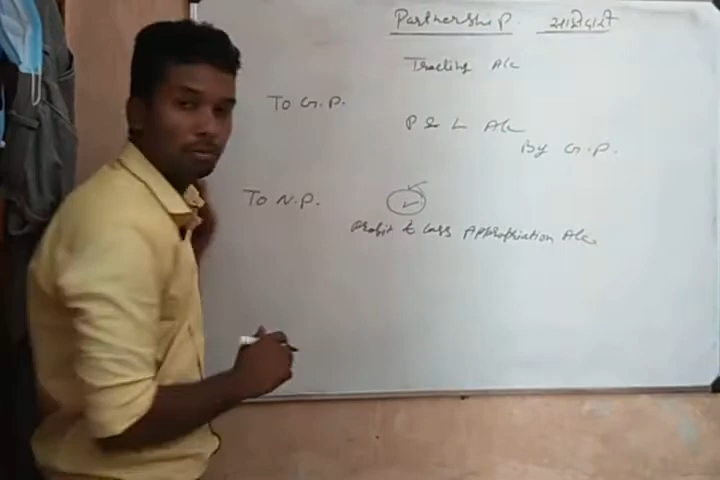 Partnership. साझेदारी
Trading A/c
To G.P.
P & L A/c
By G.P.
To N.P.
Profit & Loss Appropriation A/c.